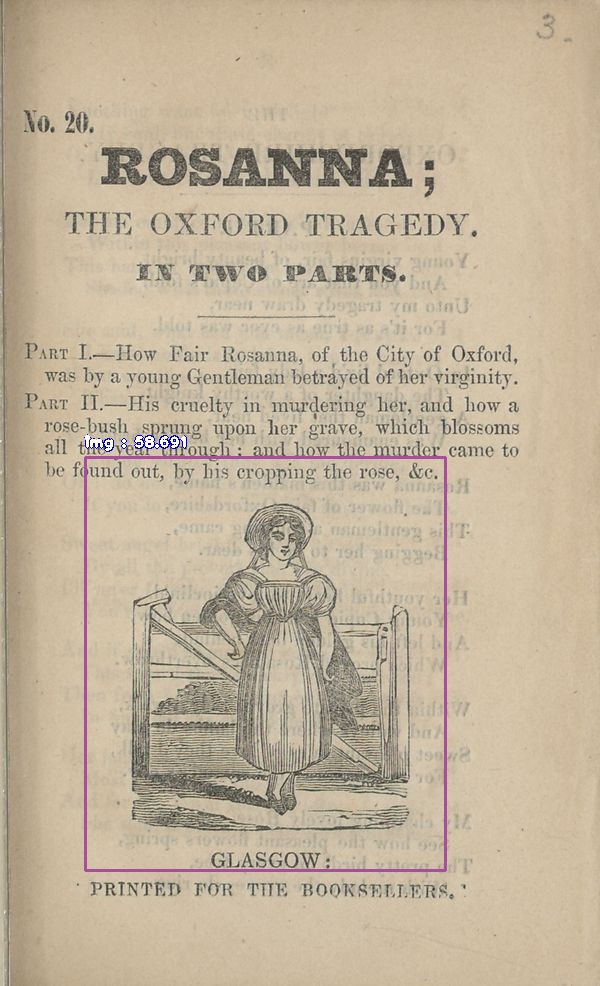 3
No. 20.
ROSANNA;
THE OXFORD TRAGEDY.
IN TWO PARTS.
PART I.—How Fair Rosanna, of the City of Oxford,
was by a young Gentleman betrayed of her virginity.
PART II.—His cruelty in murdering her, and how a
rose-bush sprung upon her grave, which blossoms
all the year through: and how the murder came to
be found out, by his cropping the rose, &c.
Img : 58.691
GLASGOW:
PRINTED FOR THE BOOKSELLERS.